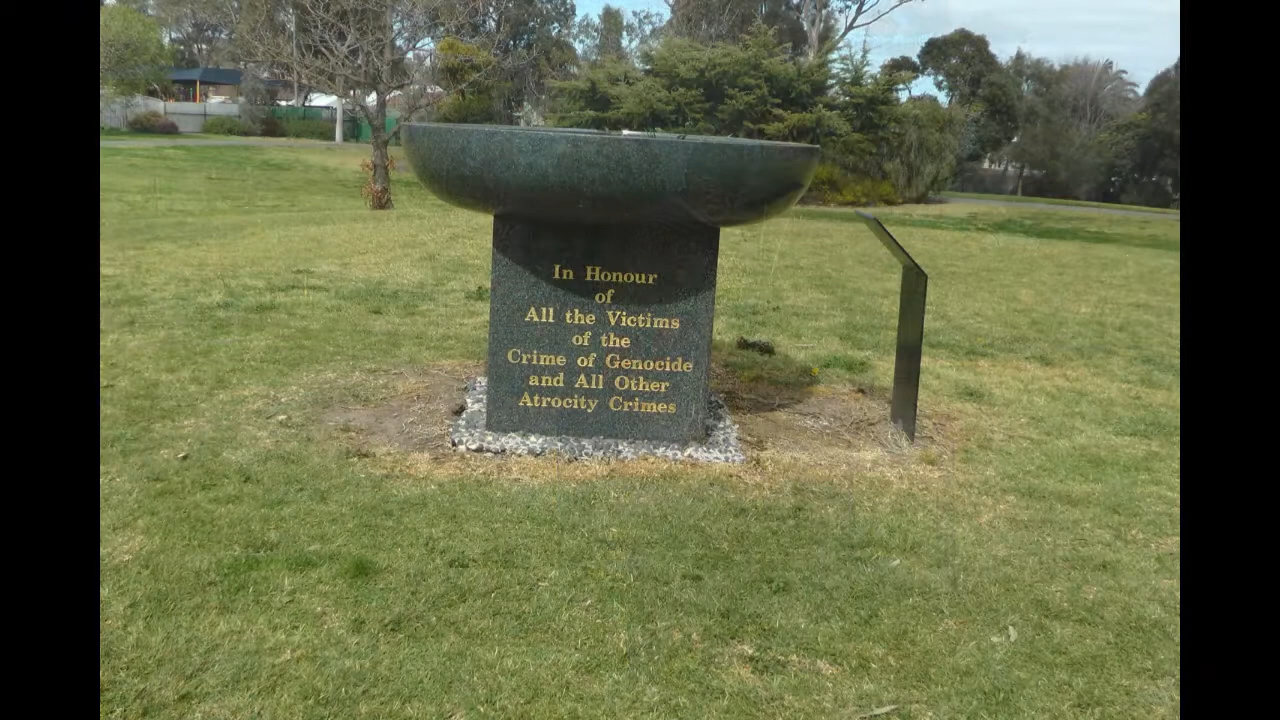 In Honour
of
All the Victims
of the
Crime of Genocide
and All Other
Atrocity Crimes